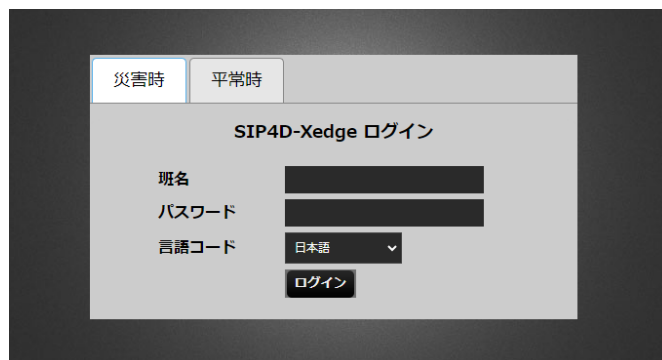 災害時 平常時
SIP4D-Xedge ログイン
班名
パスワード
言語コード 日本語
ログイン